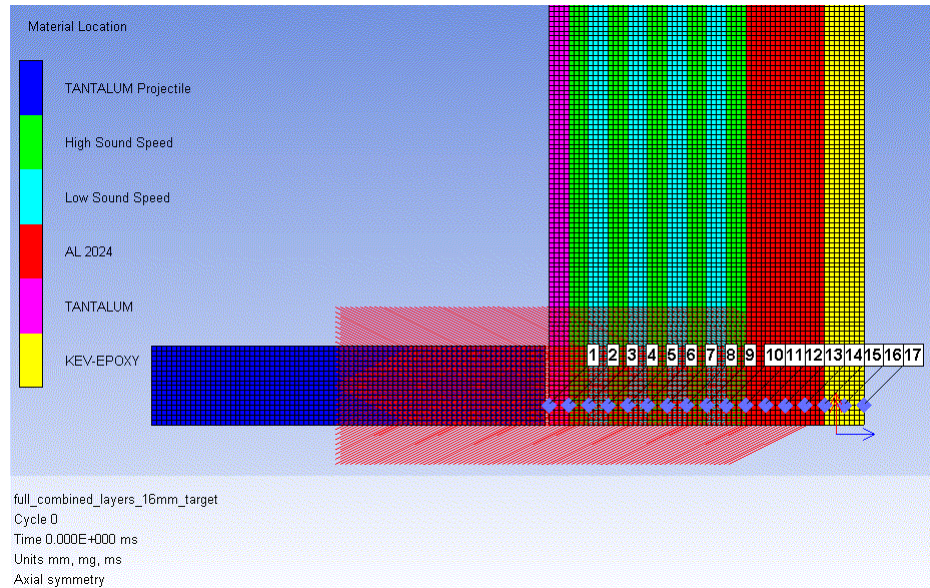 Material Location
TANTALUM Projectile
High Sound Speed
Low Sound Speed
AL 2024
TANTALUM
KEV-EPOXY
1 2 3 4 5 6 7 8 9 10 11 12 13 14 15 16 17
full_combined_layers_16mm_target
Cycle 0
Time 0.000E+000 ms
Units mm, mg, ms
Axial symmetry